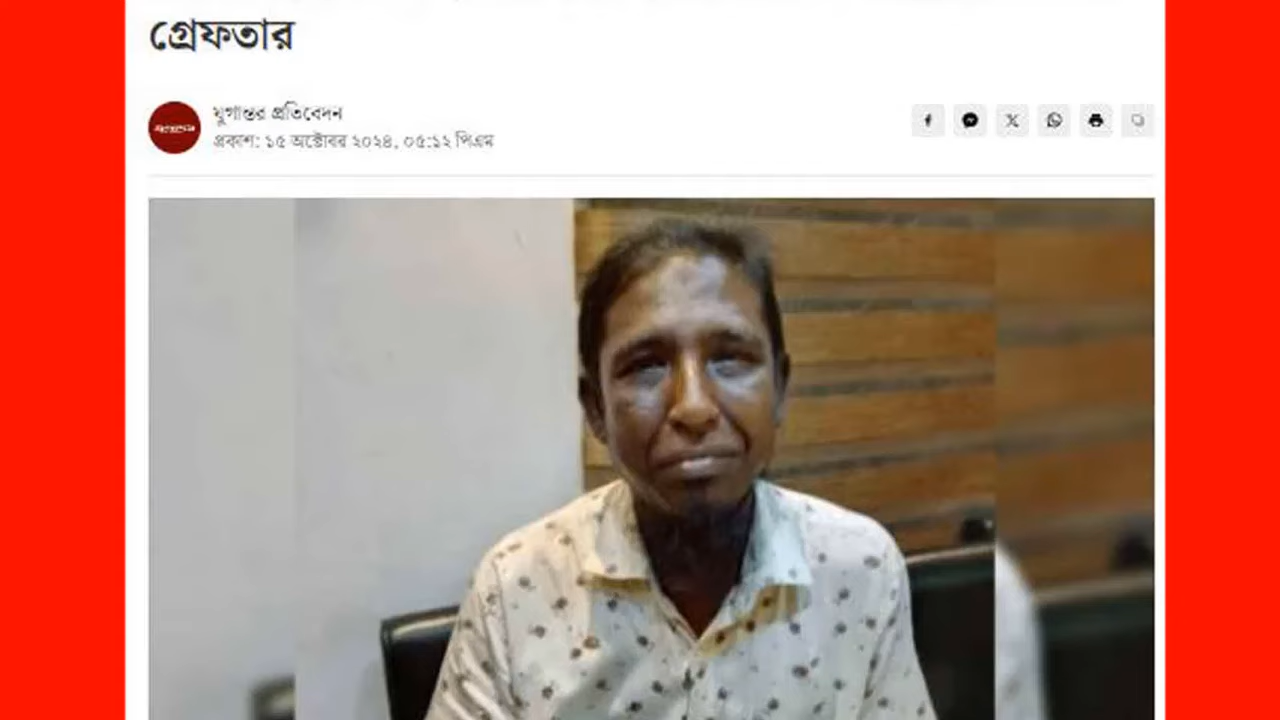 গ্রেফতার
যুগান্তর প্রতিবেদন
প্রকাশ: ১৫ অক্টোবর ২০২৪, ০৫:১২ পিএম